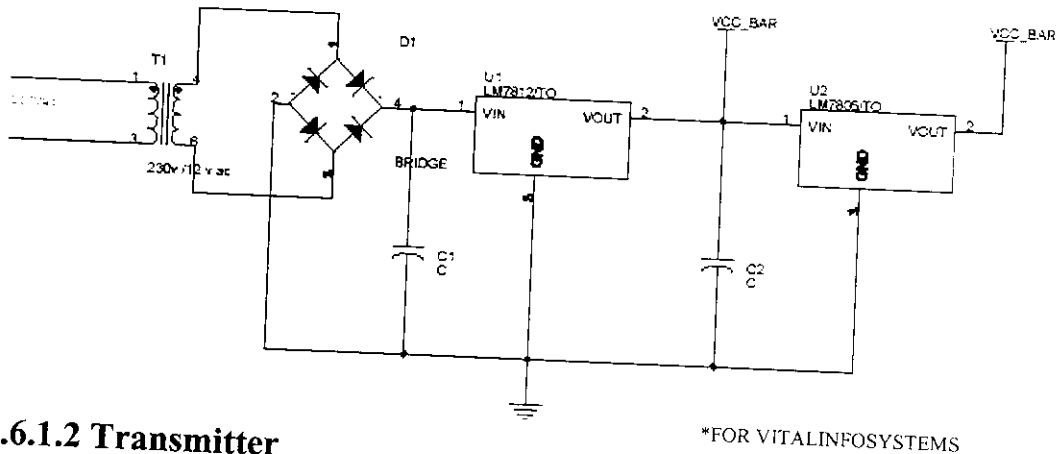 VCC_BAR
VCC_BAR
D1
T1
1
4
1
2
4
1
U1
LM7812/TO
VIN
VOUT
2
GND
U2
LM7805/TO
1
VIN
VOUT
2
GND
3
6
230v/12 v ac
3
BRIDGE
C1
C
C2
C
.6.1.2 Transmitter
*FOR VITALINFOSYSTEMS